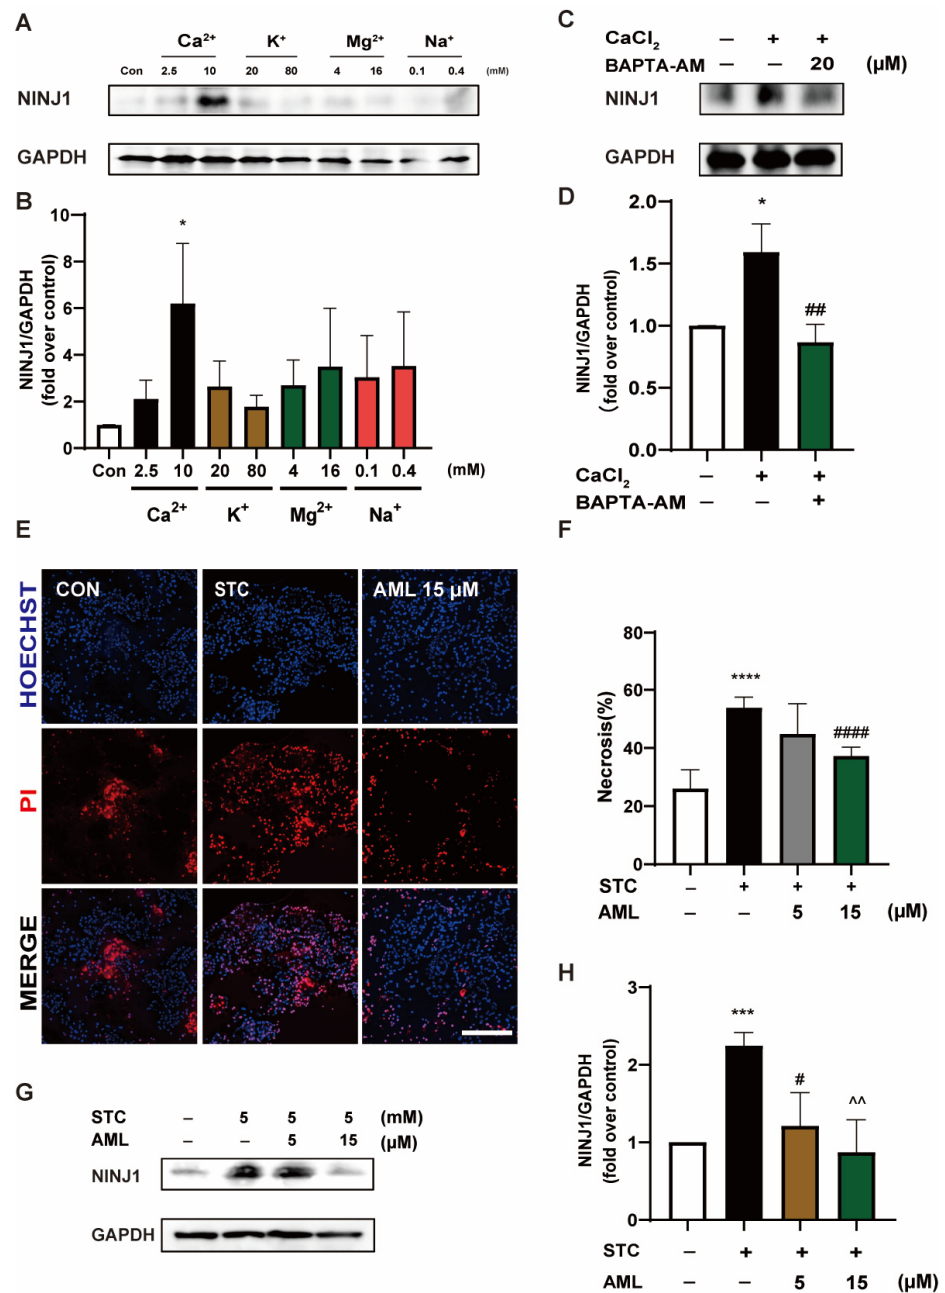 A
Ca²⁺ K⁺ Mg²⁺ Na⁺
Con 2.5 10 20 80 4 16 0.1 0.4 (mM)
NINJ1
GAPDH
B
NINJ1/GAPDH
(fold over control)
10
8
6
4
2
0
*
Con 2.5 10 20 80 4 16 0.1 0.4 (mM)
Ca²⁺ K⁺ Mg²⁺ Na⁺
C
CaCl₂ – + +
BAPTA-AM – – 20 (μM)
NINJ1
GAPDH
D
NINJ1/GAPDH
(fold over control)
2.0
1.5
1.0
0.5
0.0
*
##
CaCl₂ – + +
BAPTA-AM – – +
E
CON STC AML 15 μM
HOECHST
PI
MERGE
F
Necrosis(%)
80
60
40
20
0
****
####
STC – + + +
AML – – 5 15 (μM)
G
STC – 5 5 5 (mM)
AML – – 5 15 (μM)
NINJ1
GAPDH
H
NINJ1/GAPDH
(fold over control)
3
2
1
0
***
#
^^
STC – + + +
AML – – 5 15 (μM)